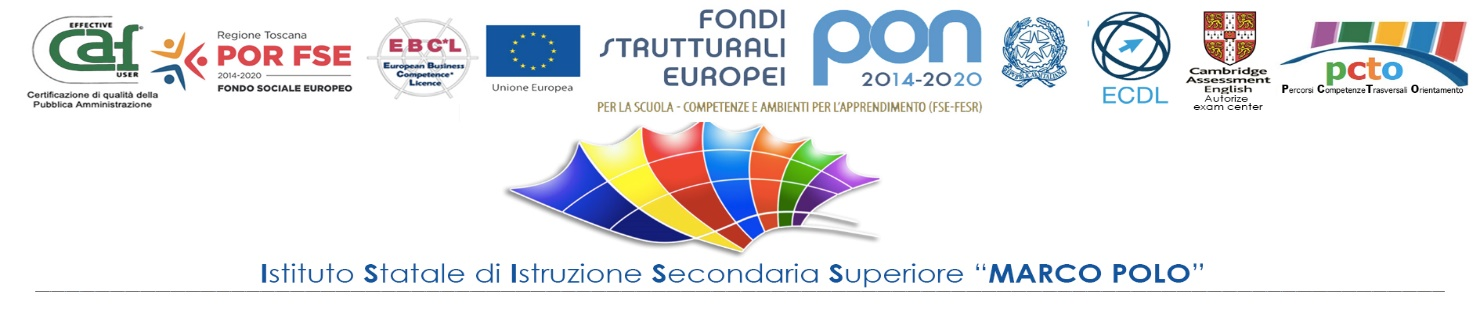 EFFECTIVE
Caf
USER
Certificazione di qualità della
Pubblica Amministrazione
Regione Toscana
POR FSE
2014-2020
FONDO SOCIALE EUROPEO
EBC*L
European Business
Competence*
Licence
Unione Europea
FONDI
STRUTTURALI
EUROPEI
pon
2014-2020
PER LA SCUOLA - COMPETENZE E AMBIENTI PER L'APPRENDIMENTO (FSE-FESR)
ECDL
Cambridge
Assessment
English
Autorize
exam center
pcto
Percorsi Competenze Trasversali Orientamento
Istituto Statale di Istruzione Secondaria Superiore “MARCO POLO”